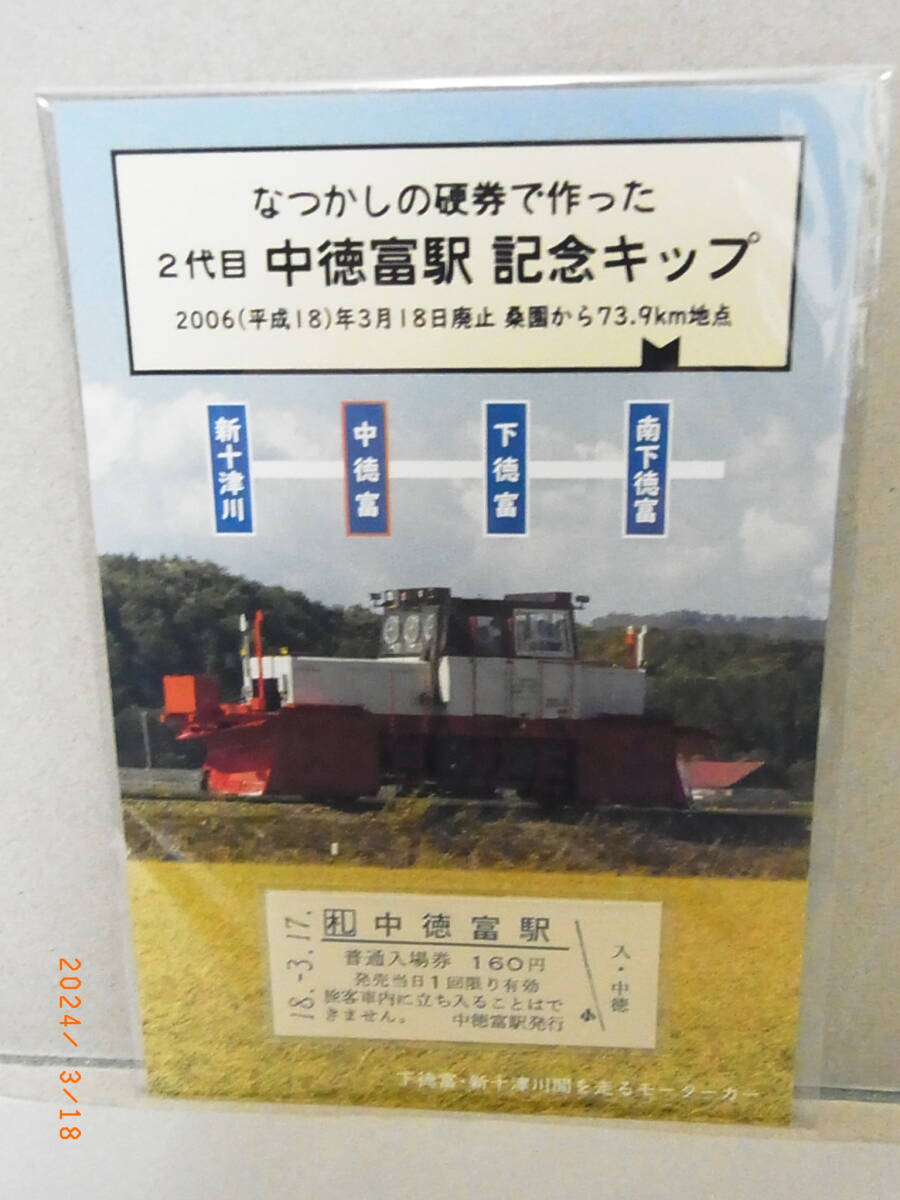 なつかしの硬券で作った
2代目 中徳富駅 記念キップ
2006(平成18)年3月18日廃止 桑園から73.9km地点
新十津川
中徳富
下徳富
南下徳富
18.-3.17.
札 中徳富駅
普通入場券 160円
発売当日1回限り有効
旅客車内に立ち入ることはで
きません。 中徳富駅発行
小
入・中徳
下徳富・新十津川間を走るモーターカー
2024/ 3/18